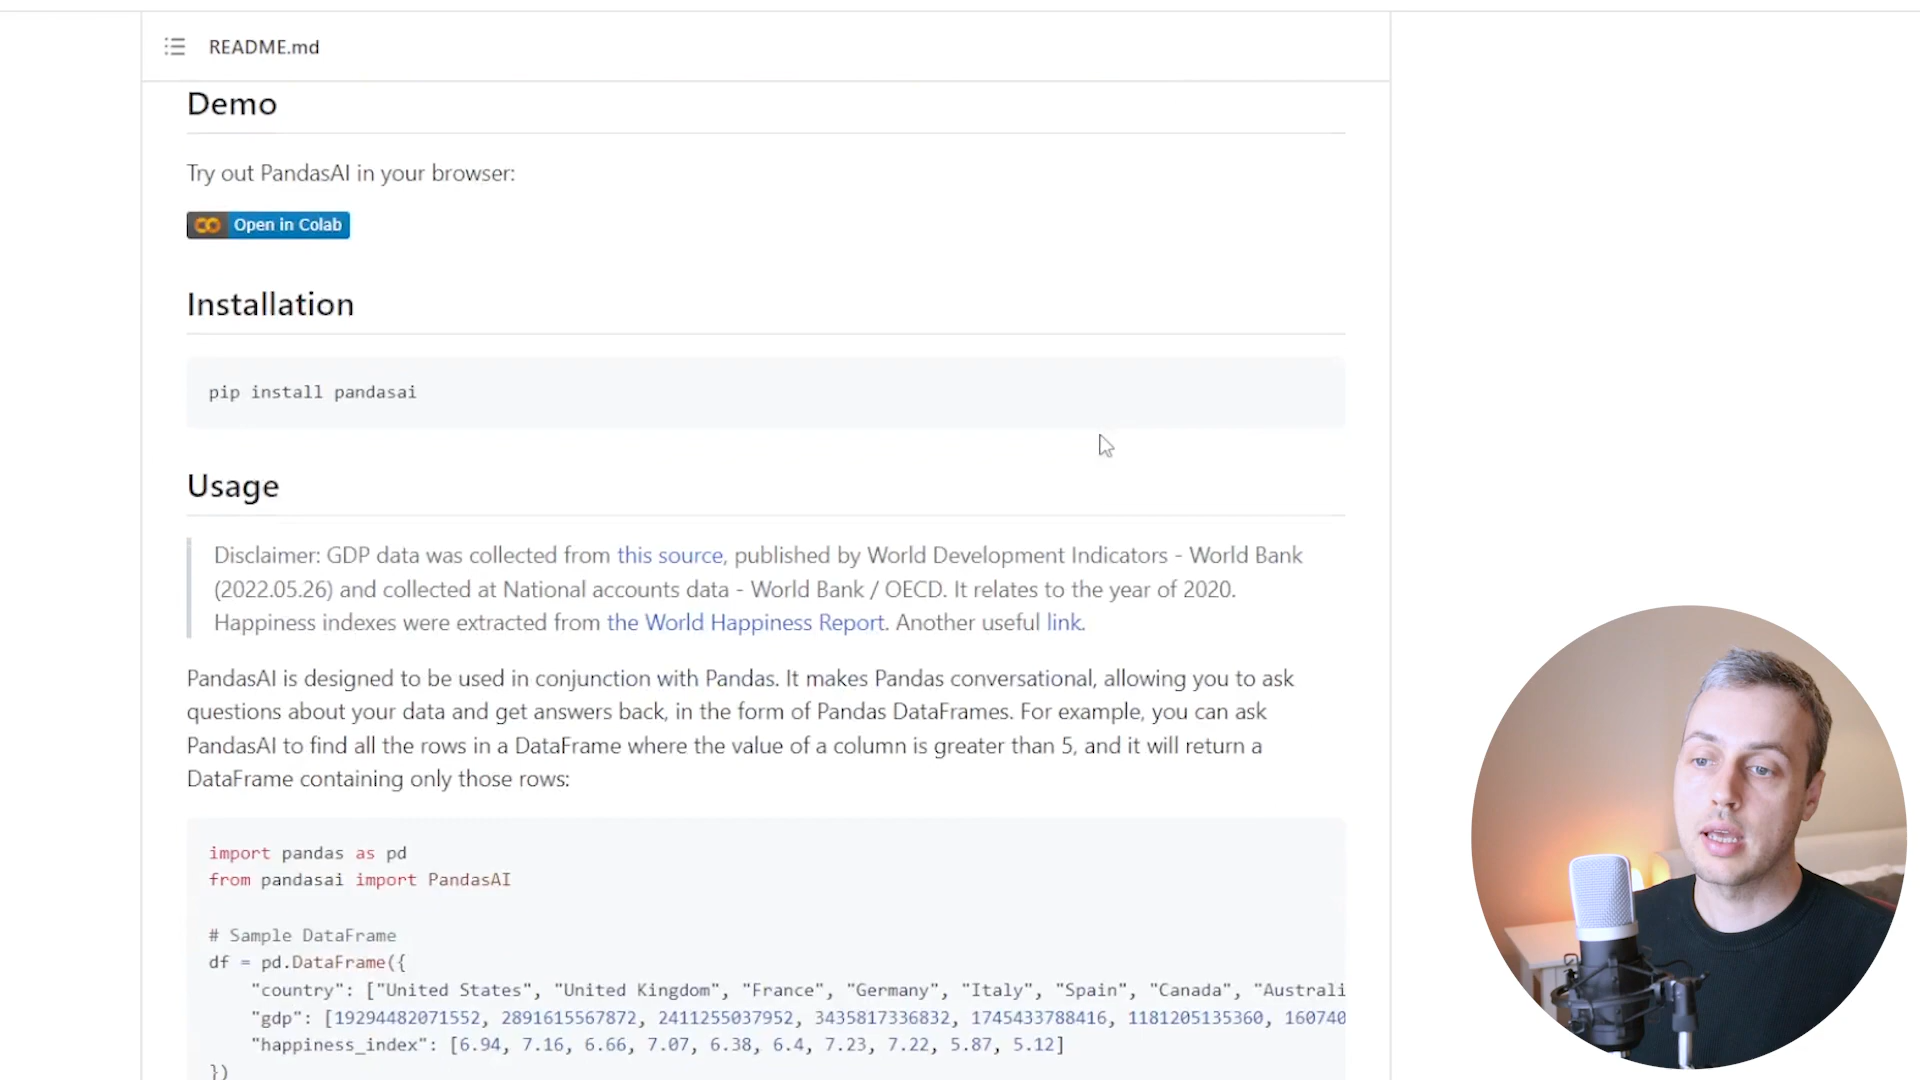 README.md
Demo
Try out PandasAI in your browser:
Open in Colab
Installation
pip install pandasai
Usage
Disclaimer: GDP data was collected from this source, published by World Development Indicators - World Bank
(2022.05.26) and collected at National accounts data - World Bank / OECD. It relates to the year of 2020.
Happiness indexes were extracted from the World Happiness Report. Another useful link.
PandasAI is designed to be used in conjunction with Pandas. It makes Pandas conversational, allowing you to ask
questions about your data and get answers back, in the form of Pandas DataFrames. For example, you can ask
PandasAI to find all the rows in a DataFrame where the value of a column is greater than 5, and it will return a
DataFrame containing only those rows:
import pandas as pd
from pandasai import PandasAI
# Sample DataFrame
df = pd.DataFrame({
"country": ["United States", "United Kingdom", "France", "Germany", "Italy", "Spain", "Canada", "Australi
"gdp": [19294482071552, 2891615567872, 2411255037952, 3435817336832, 1745433788416, 1181205135360, 160740
"happiness_index": [6.94, 7.16, 6.66, 7.07, 6.38, 6.4, 7.23, 7.22, 5.87, 5.12]
})